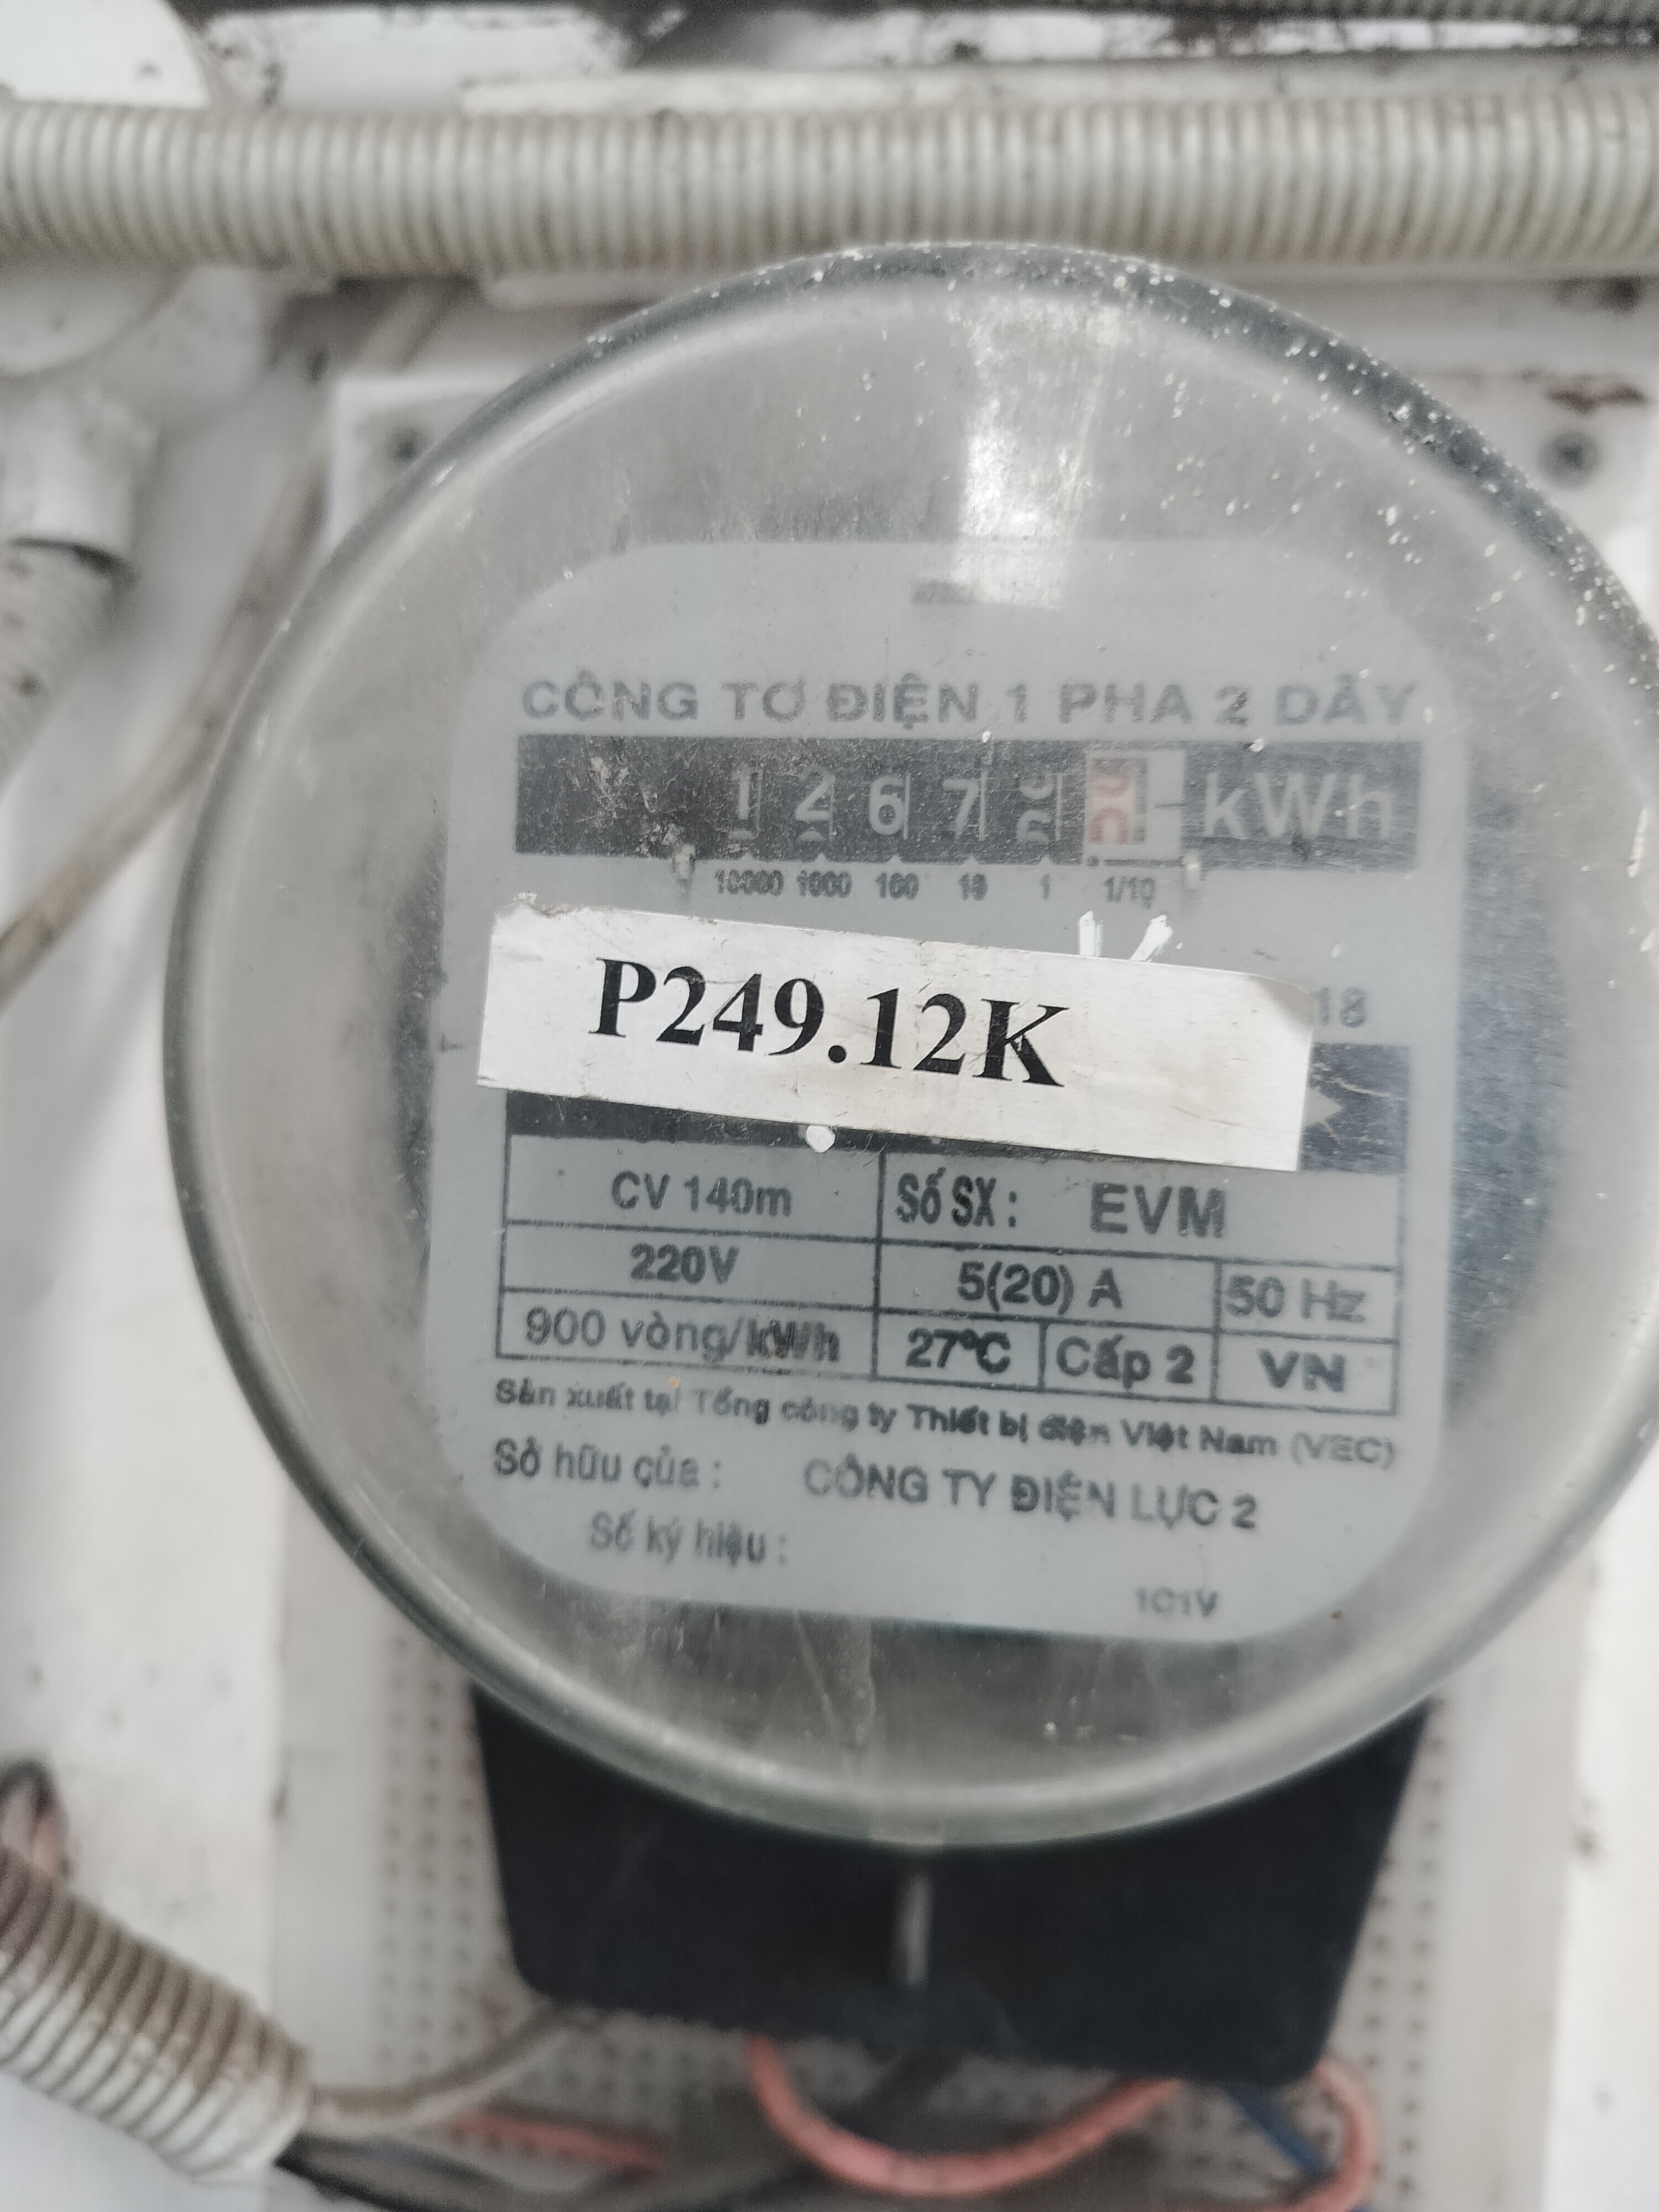 CÔNG TƠ ĐIỆN 1 PHA 2 DÂY
1 2 6 7 kWh
10000 1000 100 10 1 1/10
P249.12K
18
CV 140m Số SX : EVM
220V 5(20) A 50 Hz
900 vòng/kWh 27°C Cấp 2 VN
Sản xuất tại Tổng công ty Thiết bị điện Việt Nam (VEC)
Sở hữu của : CÔNG TY ĐIỆN LỰC 2
Số ký hiệu :
1C1V